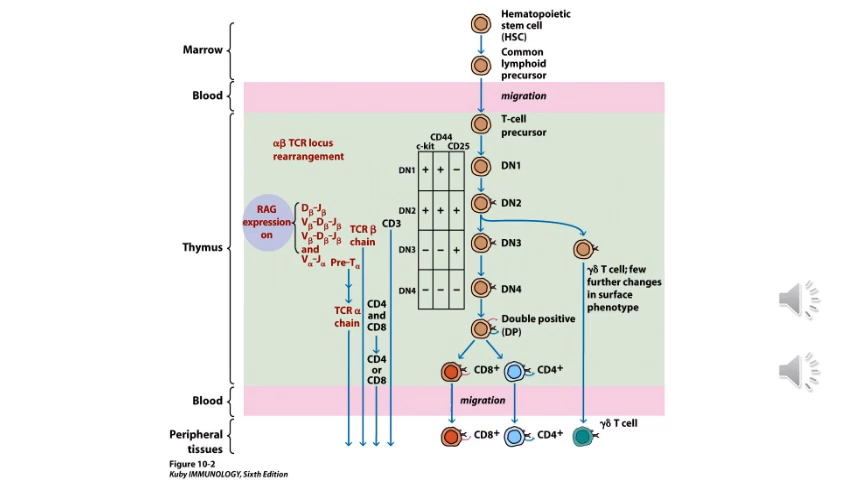 Hematopoietic
stem cell
(HSC)
Marrow
Common
lymphoid
precursor
Blood
migration
T-cell
precursor
αβ TCR locus
rearrangement
CD44
c-kit CD25
DN1 + + −
DN1
RAG
expression
on
Dβ-Jβ
Vβ-Dβ-Jβ
Vβ-Dβ-Jβ
and
Vα-Jα
Pre-Tα
TCR β
chain
CD3
DN2 + + +
DN2
Thymus
DN3 − − +
DN3
DN4 − − −
DN4
γδ T cell; few
further changes
in surface
phenotype
TCR α
chain
CD4
and
CD8
Double positive
(DP)
CD4
or
CD8
CD8+
CD4+
Blood
migration
Peripheral
tissues
CD8+
CD4+
γδ T cell
Figure 10-2
Kuby IMMUNOLOGY, Sixth Edition